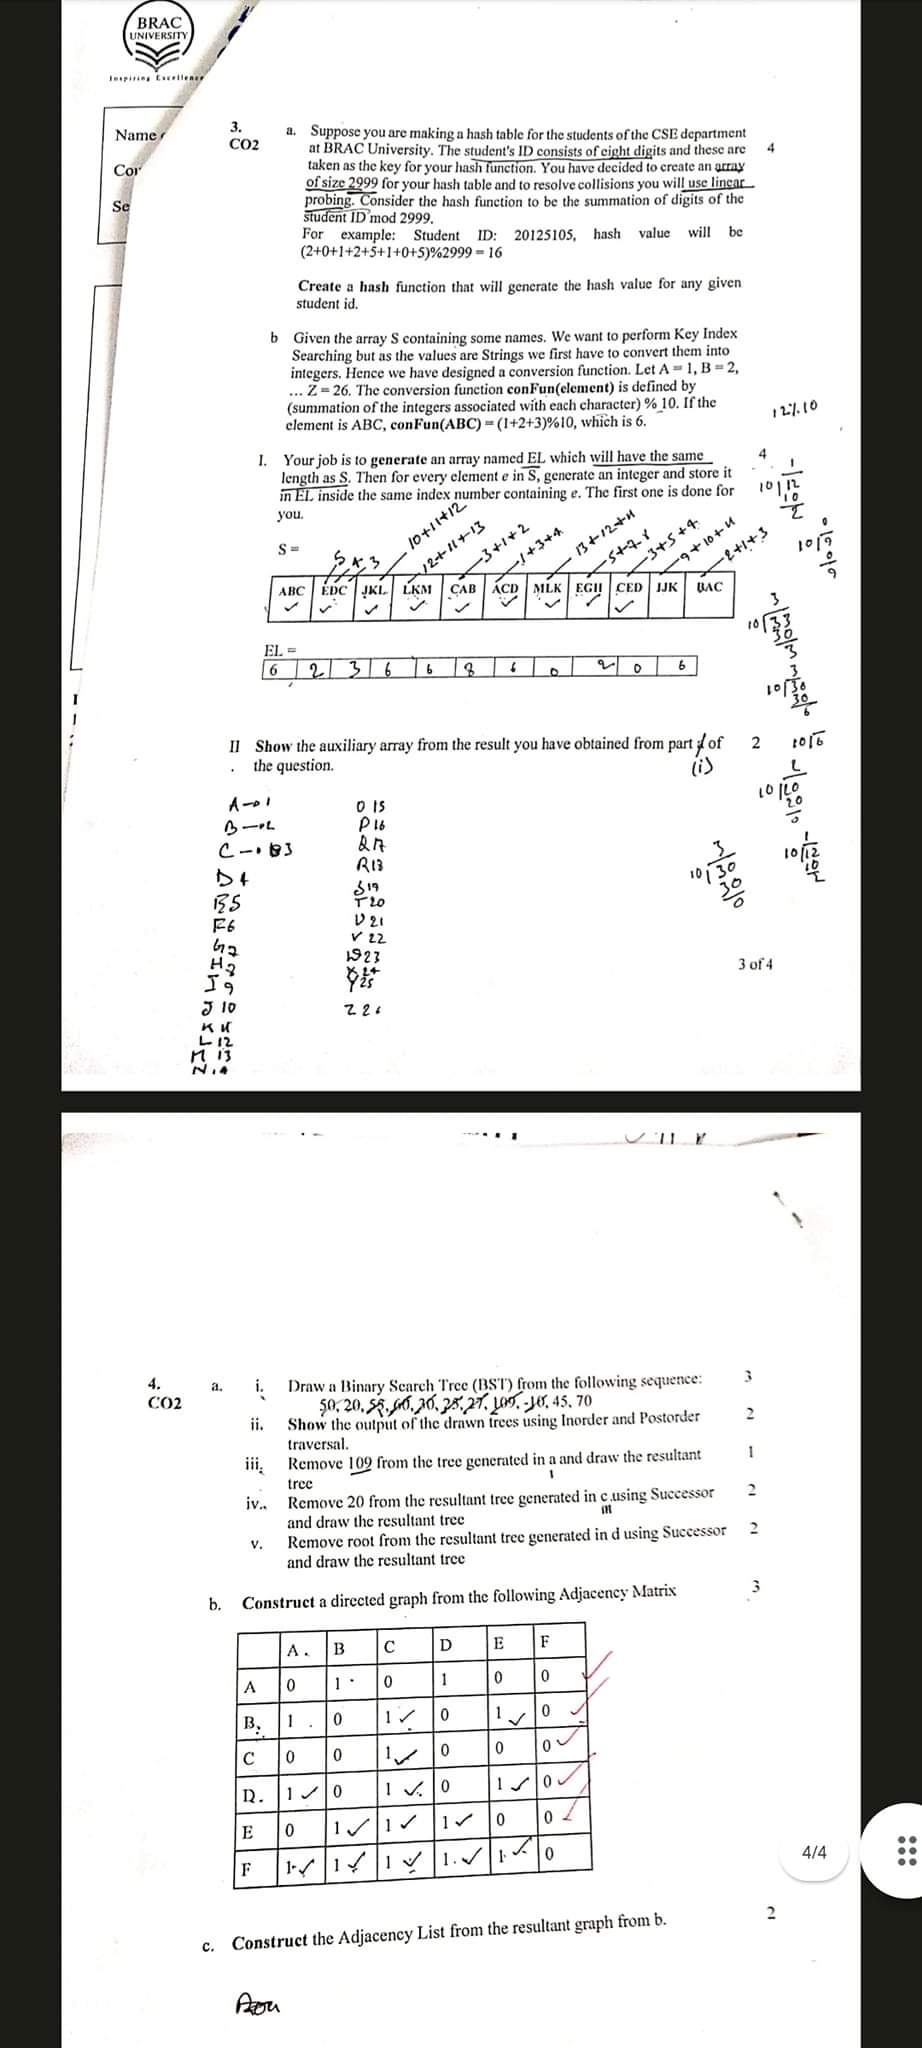 BRAC
UNIVERSITY
Inspiring Excellence
Name
3.
CO2
a. Suppose you are making a hash table for the students of the CSE department
at BRAC University. The student's ID consists of eight digits and these are 4
taken as the key for your hash function. You have decided to create an array
of size 2999 for your hash table and to resolve collisions you will use linear
probing. Consider the hash function to be the summation of digits of the
student ID mod 2999.
For example: Student ID: 20125105, hash value will be
(2+0+1+2+5+1+0+5)%2999 = 16
Create a hash function that will generate the hash value for any given
student id.
b Given the array S containing some names. We want to perform Key Index
Searching but as the values are Strings we first have to convert them into
integers. Hence we have designed a conversion function. Let A = 1, B = 2,
... Z = 26. The conversion function conFun(element) is defined by
(summation of the integers associated with each character) % 10. If the
element is ABC, conFun(ABC) = (1+2+3)%10, which is 6.
12%10
I. Your job is to generate an array named EL which will have the same 4
length as S. Then for every element e in S, generate an integer and store it
in EL inside the same index number containing e. The first one is done for
you.
10+11+12
12+11+13
3+1+2
1+3+4
13+12+11
3+5+4
9+10+11
2+1+3
S =
ABC EDC JKL LKM CAB ACD MLK EGH CED IJK BAC
EL =
6 2 3 6 6 8 6 0 2 0 6
II Show the auxiliary array from the result you have obtained from part of 2
. the question.
(i)
D 4
F6
I 9
J 10
L 12
M 13
O 15
P 16
S 19
T 20
U 21
V 22
Y 25
Z 26
3 of 4
4.
CO2
a. i. Draw a Binary Search Tree (BST) from the following sequence: 3
50, 20, 55, 60, 30, 25, 27, 109, -10, 45, 70
ii. Show the output of the drawn trees using Inorder and Postorder 2
traversal.
iii. Remove 109 from the tree generated in a and draw the resultant 1
tree
iv.. Remove 20 from the resultant tree generated in c using Successor 2
and draw the resultant tree
v. Remove root from the resultant tree generated in d using Successor 2
and draw the resultant tree
b. Construct a directed graph from the following Adjacency Matrix 3
A. B C D E F
A 0 1 0 1 0 0
B. 1 0 1 0 1 0
C 0 0 1 0 0 0
D. 1 0 1 0 1 0
E 0 1 1 1 0 0
F 1 1 1 1 1 0
4/4
c. Construct the Adjacency List from the resultant graph from b. 2